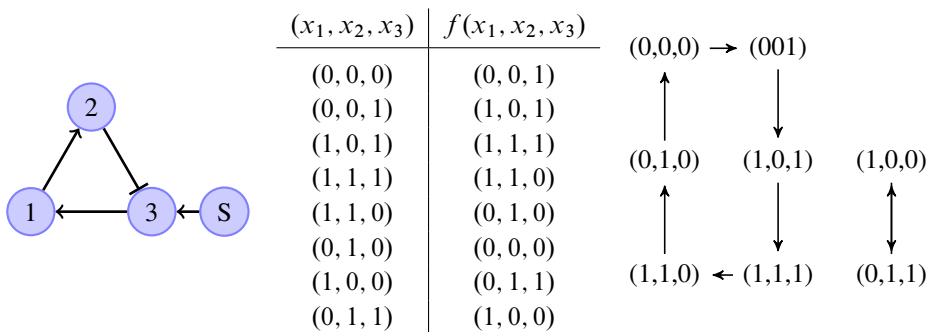 2
1
3
S
(x₁, x₂, x₃) f(x₁, x₂, x₃)
(0, 0, 0) (0, 0, 1)
(0, 0, 1) (1, 0, 1)
(1, 0, 1) (1, 1, 1)
(1, 1, 1) (1, 1, 0)
(1, 1, 0) (0, 1, 0)
(0, 1, 0) (0, 0, 0)
(1, 0, 0) (0, 1, 1)
(0, 1, 1) (1, 0, 0)
(0,0,0) (001)
(0,1,0) (1,0,1) (1,0,0)
(1,1,0) (1,1,1) (0,1,1)